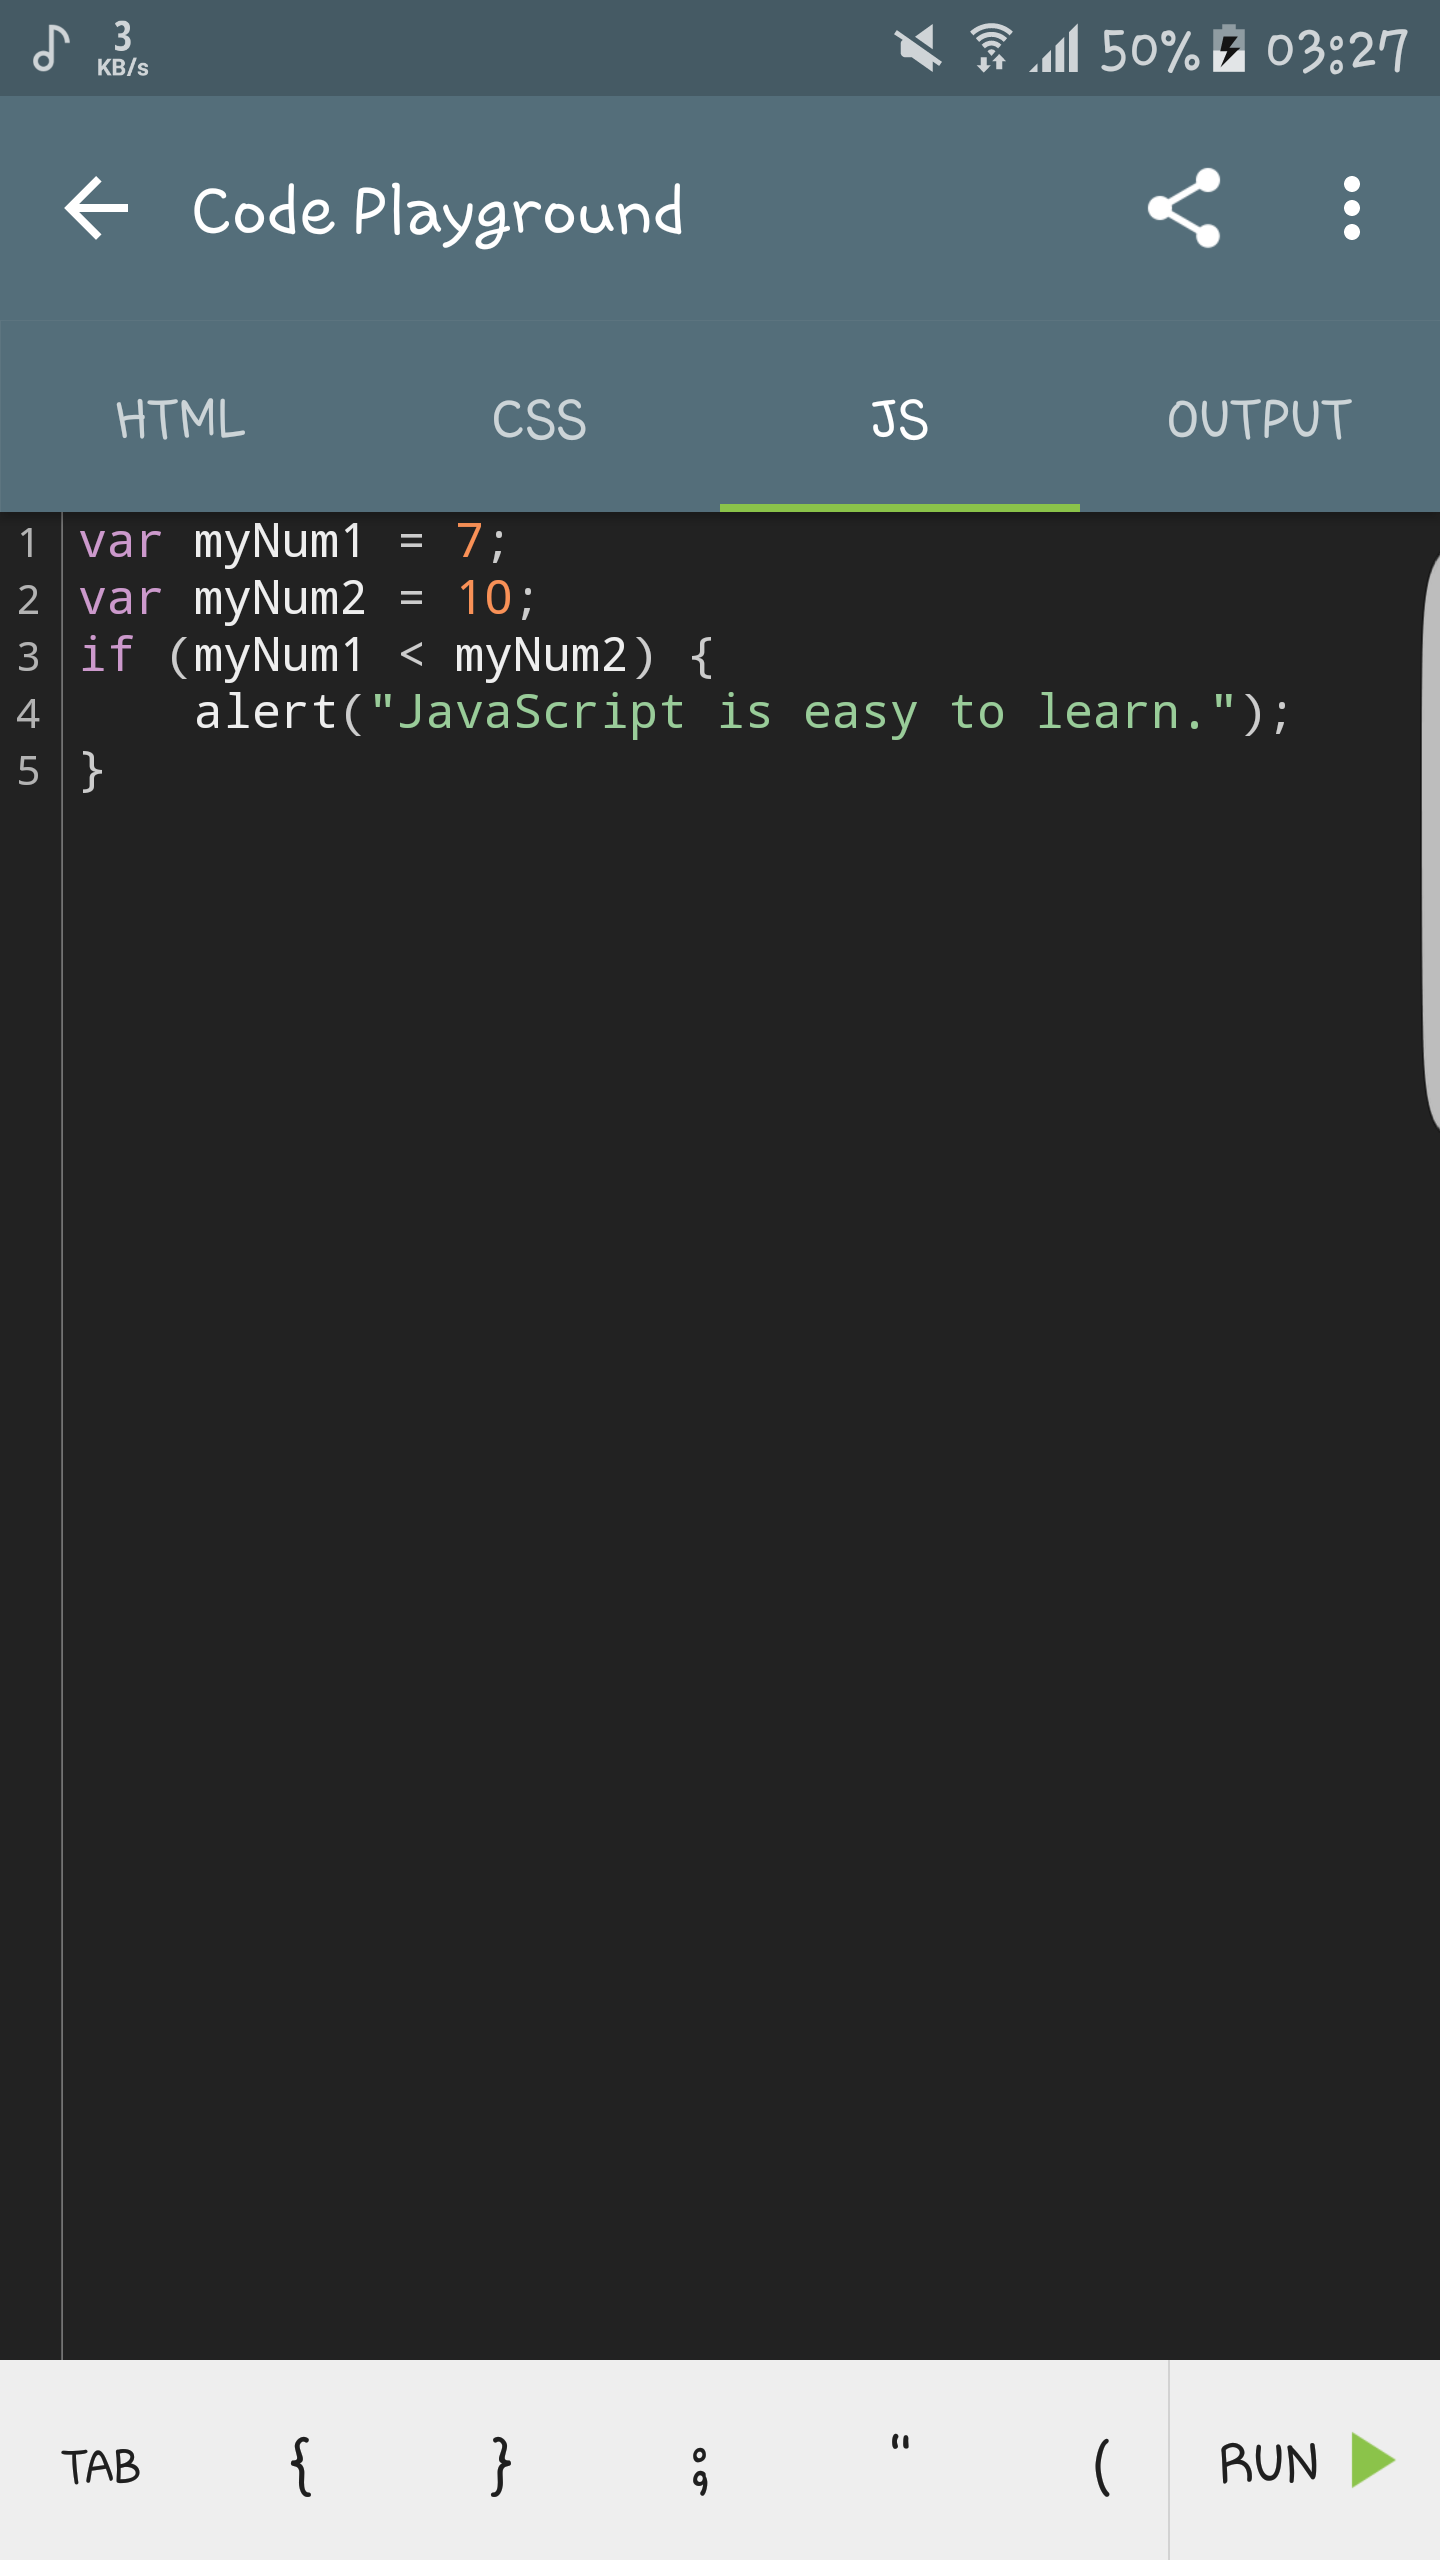 3
KB/s
50% 03:27
Code Playground
HTML CSS JS OUTPUT
1 var myNum1 = 7;
2 var myNum2 = 10;
3 if (myNum1 < myNum2) {
4     alert("JavaScript is easy to learn.");
5 }
TAB { } ; " ( RUN